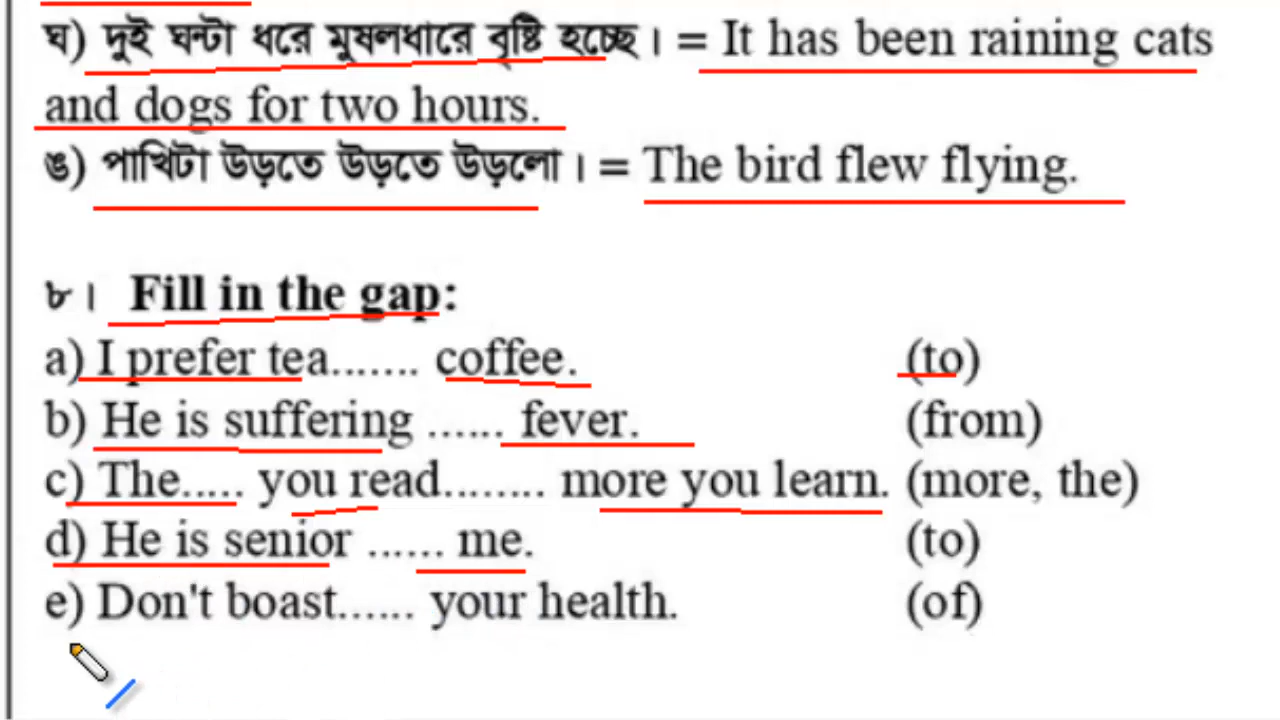 ঘ) দুই ঘন্টা ধরে মুষলধারে বৃষ্টি হচ্ছে। = It has been raining cats
and dogs for two hours.
ঙ) পাখিটা উড়তে উড়তে উড়লো। = The bird flew flying.
৮। Fill in the gap:
a) I prefer tea....... coffee. (to)
b) He is suffering ...... fever. (from)
c) The..... you read........ more you learn. (more, the)
d) He is senior ...... me. (to)
e) Don't boast...... your health. (of)